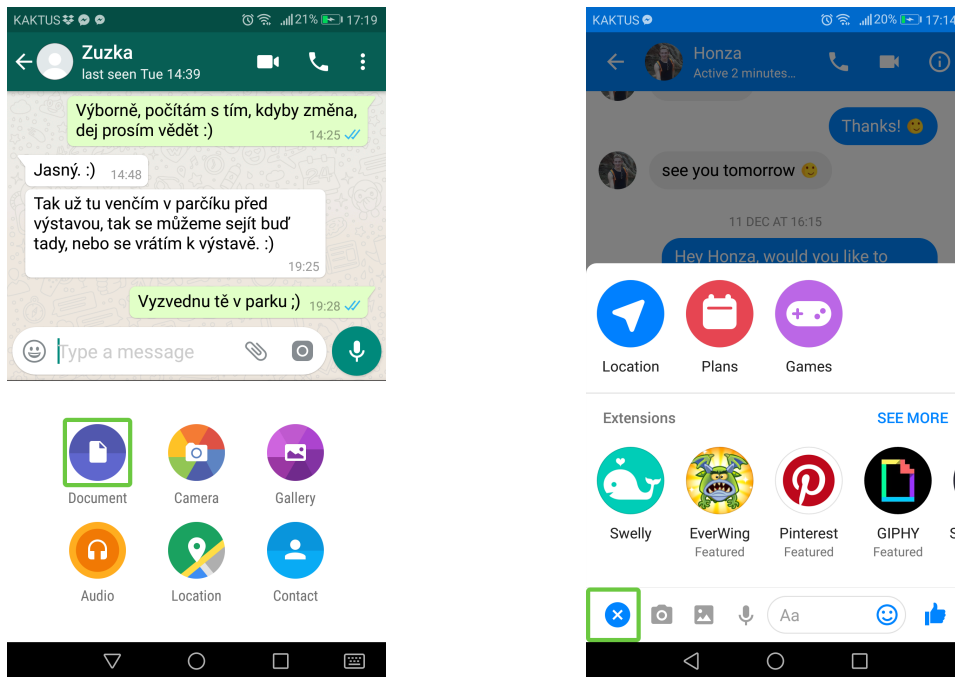 KAKTUS
21%
17:19
Zuzka
last seen Tue 14:39
Výborně, počítám s tím, kdyby změna,
dej prosím vědět :)
14:25
Jasný. :)
14:48
Tak už tu venčím v parčíku před
výstavou, tak se můžeme sejít buď
tady, nebo se vrátím k výstavě. :)
19:25
Vyzvednu tě v parku ;)
19:28
Type a message
Document
Camera
Gallery
Audio
Location
Contact
KAKTUS
20%
17:14
Honza
Active 2 minutes...
Thanks!
see you tomorrow
11 DEC AT 16:15
Hey Honza, would you like to
Location
Plans
Games
Extensions
SEE MORE
Swelly
EverWing
Featured
Pinterest
Featured
GIPHY
Featured
S
Aa